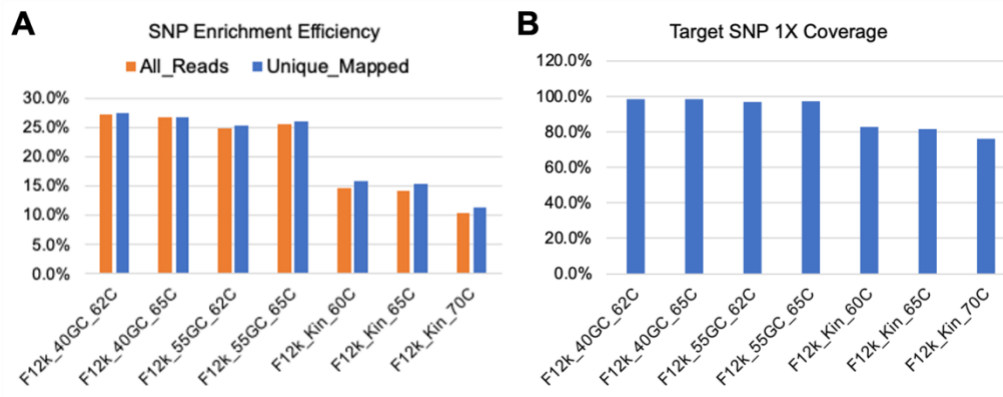 A
SNP Enrichment Efficiency
All_Reads Unique_Mapped
30.0%
25.0%
20.0%
15.0%
10.0%
5.0%
0.0%
F12k_40GC_62C
F12k_40GC_65C
F12k_55GC_62C
F12k_55GC_65C
F12k_Kin_60C
F12k_Kin_65C
F12k_Kin_70C
B
Target SNP 1X Coverage
120.0%
100.0%
80.0%
60.0%
40.0%
20.0%
0.0%
F12k_40GC_62C
F12k_40GC_65C
F12k_55GC_62C
F12k_55GC_65C
F12k_Kin_60C
F12k_Kin_65C
F12k_Kin_70C